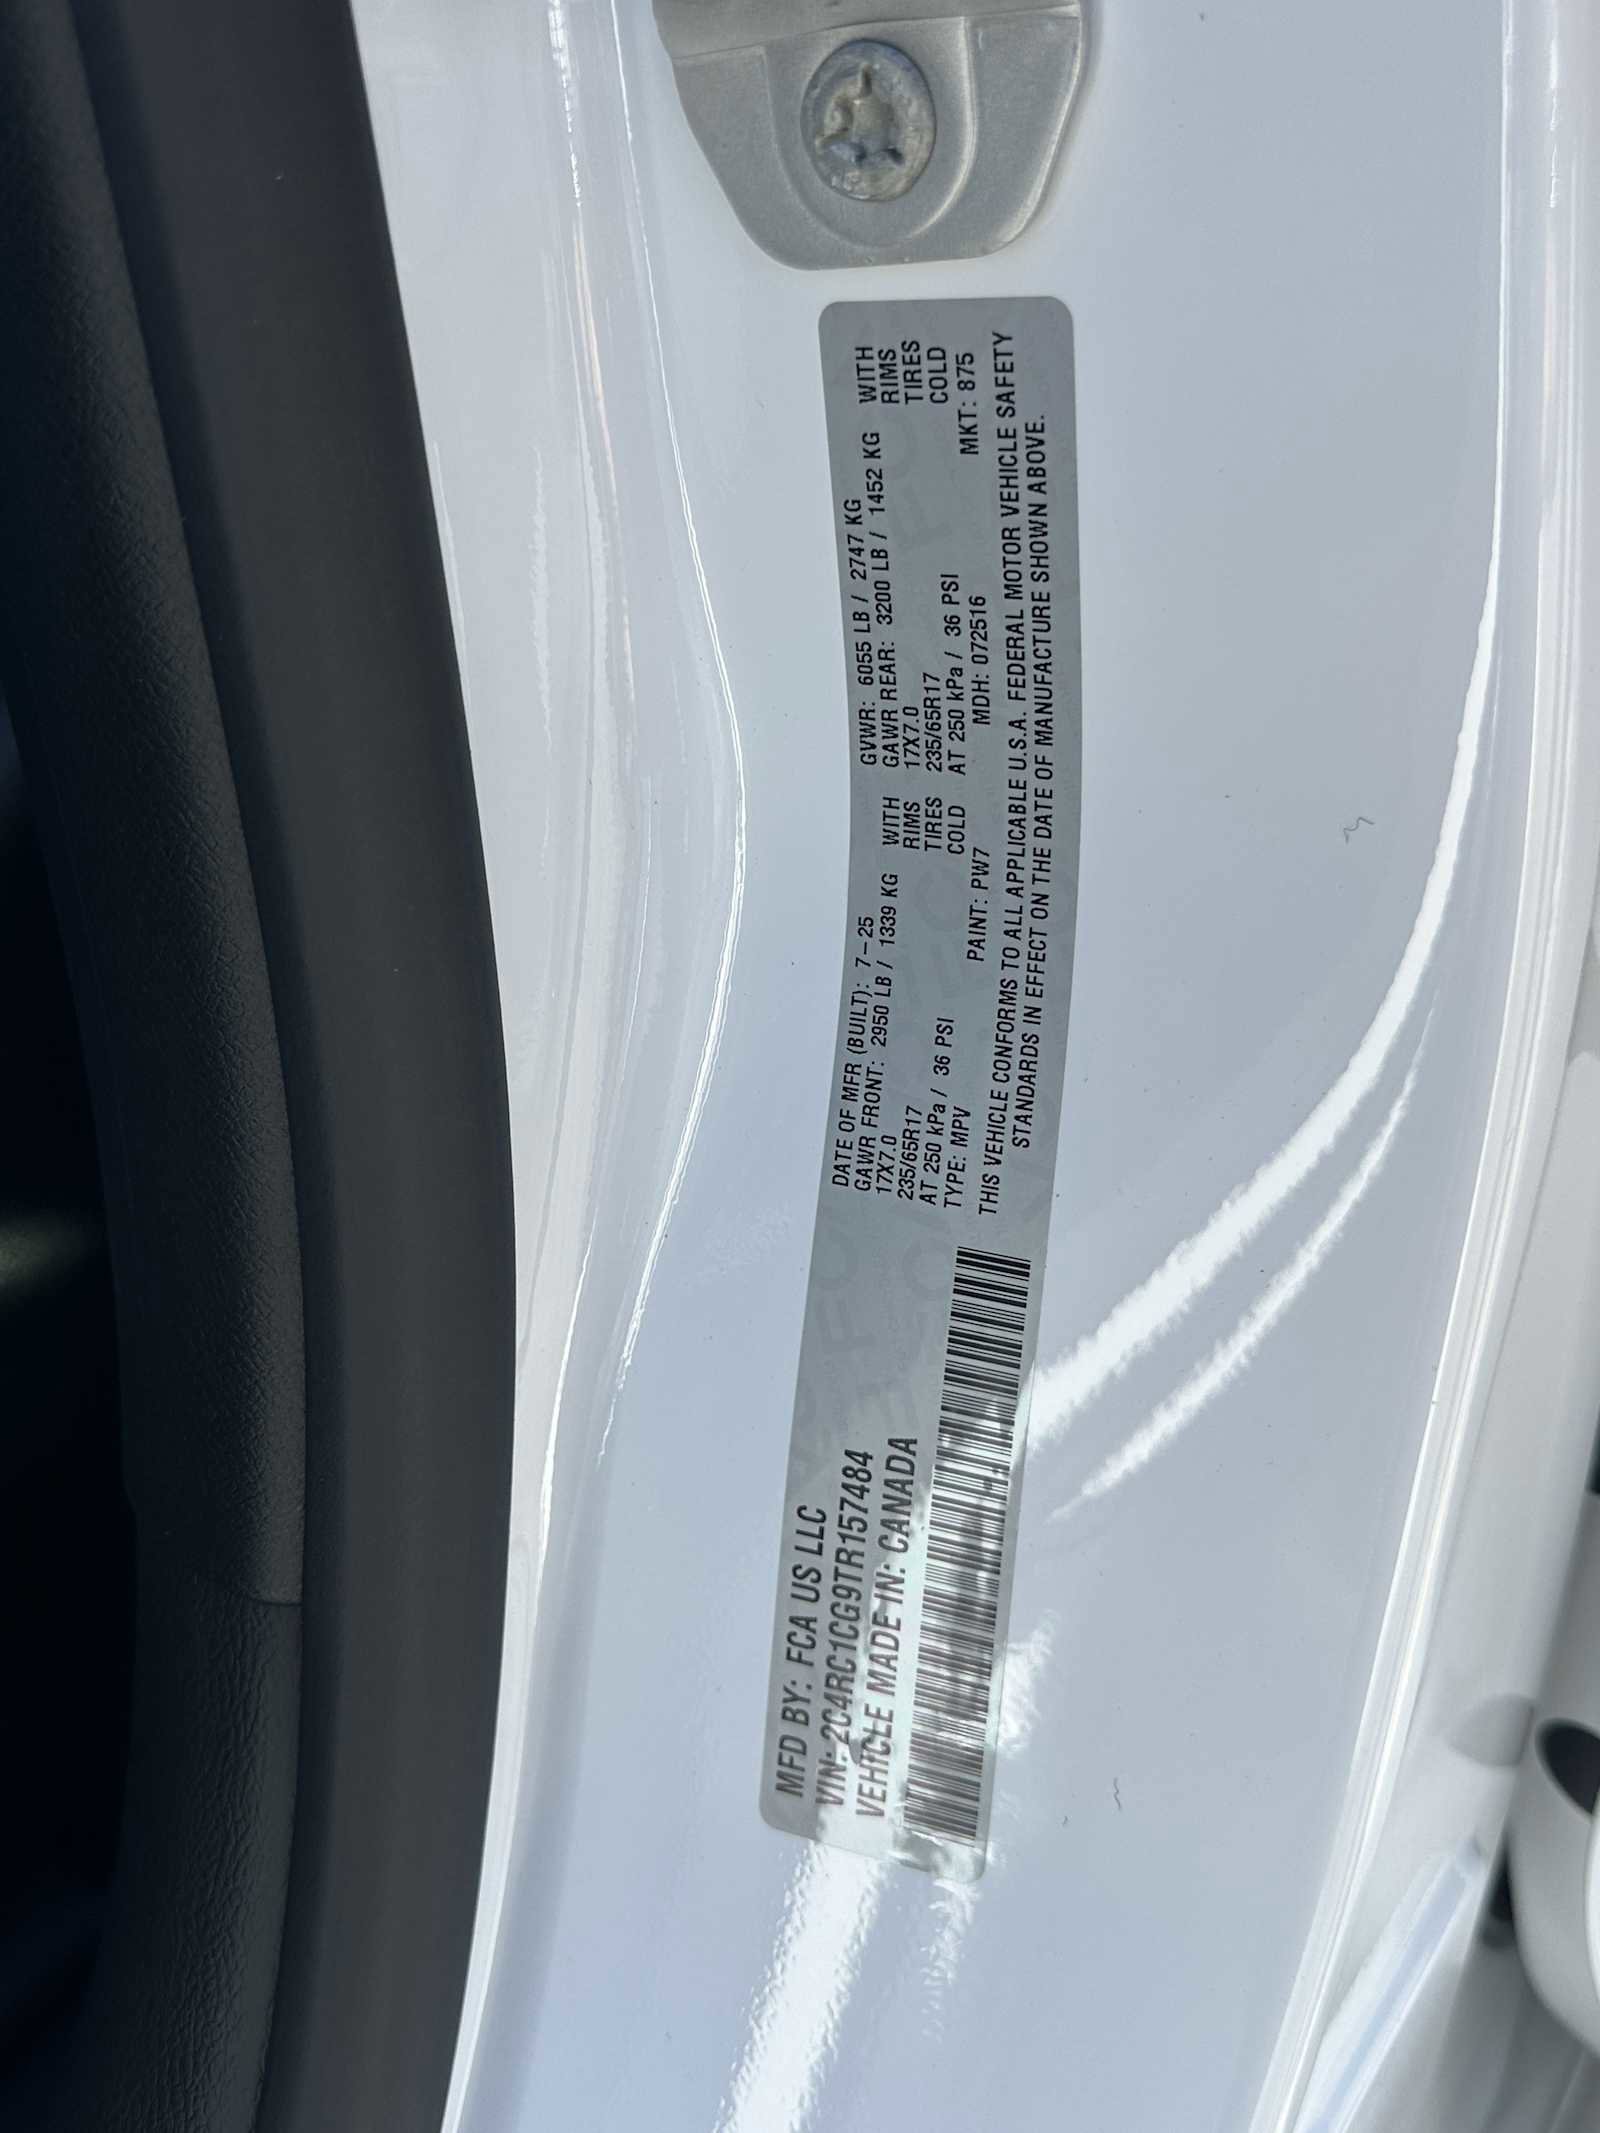 MFD BY: FCA US LLC
VIN: 2C4RC1CG9TR157484
VEHICLE MADE IN: CANADA
DATE OF MFR (BUILT): 7-25 GVWR: 6055 LB / 2747 KG
GAWR FRONT: 2950 LB / 1339 KG WITH GAWR REAR: 3200 LB / 1452 KG WITH
17X7.0 RIMS 17X7.0 RIMS
235/65R17 TIRES 235/65R17 TIRES
AT 250 kPa / 36 PSI COLD AT 250 kPa / 36 PSI COLD
TYPE: MPV PAINT: PW7 MDH: 072516 MKT: 875
THIS VEHICLE CONFORMS TO ALL APPLICABLE U.S.A. FEDERAL MOTOR VEHICLE SAFETY
STANDARDS IN EFFECT ON THE DATE OF MANUFACTURE SHOWN ABOVE.